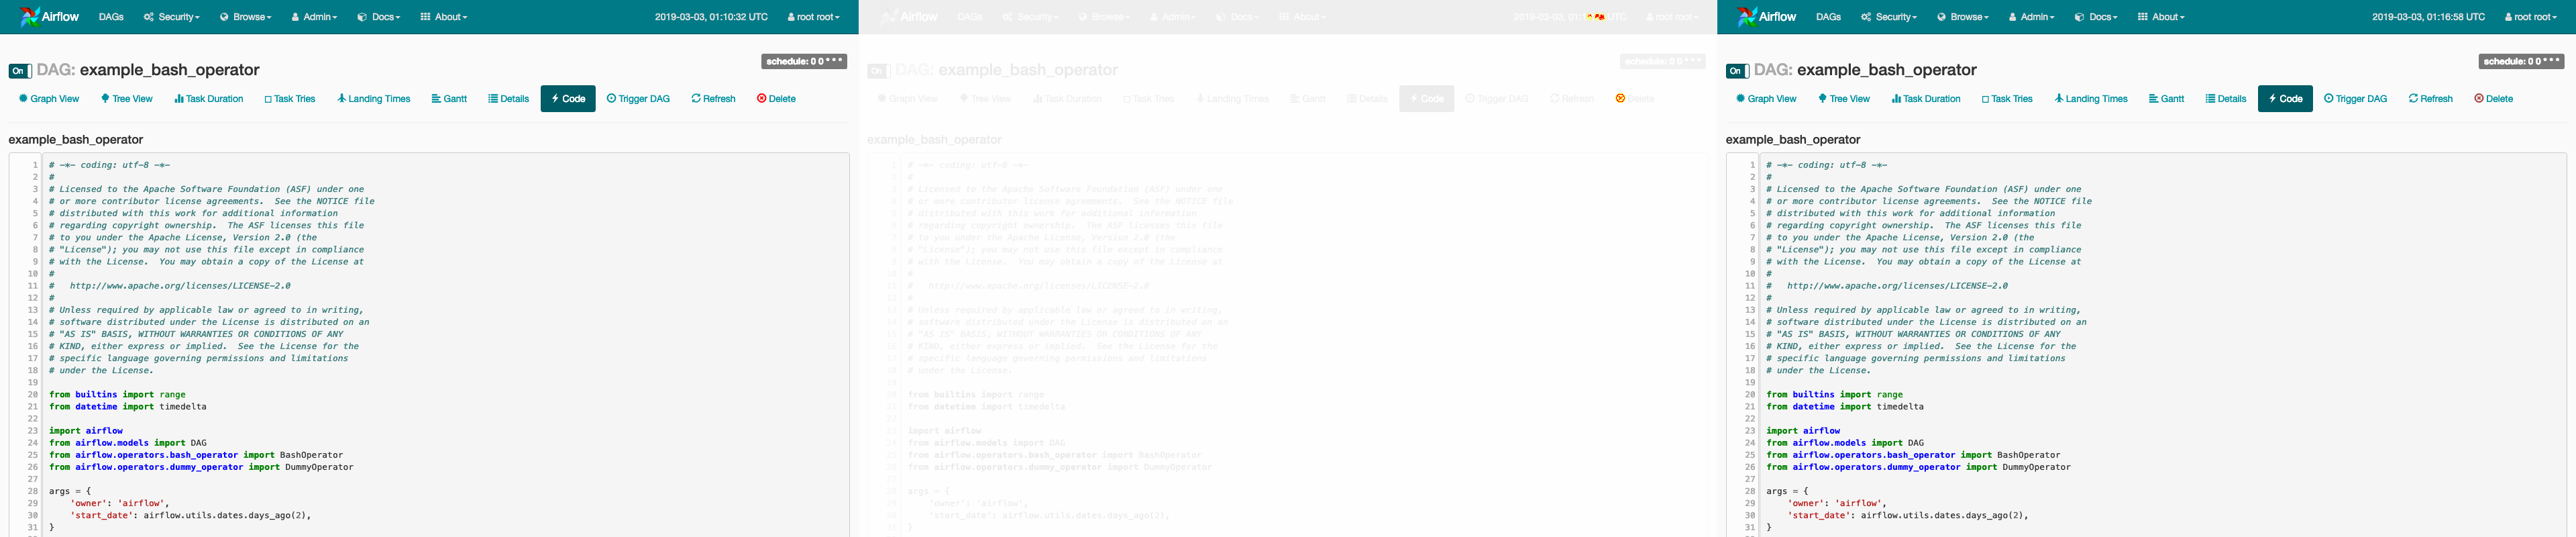 Airflow DAGs Security Browse Admin Docs About 2019-03-03, 01:10:32 UTC root root
On DAG: example_bash_operator schedule: 0 0 * * *
Graph View Tree View Task Duration Task Tries Landing Times Gantt Details Code Trigger DAG Refresh Delete
example_bash_operator
1 # -*- coding: utf-8 -*-
2 #
3 # Licensed to the Apache Software Foundation (ASF) under one
4 # or more contributor license agreements.  See the NOTICE file
5 # distributed with this work for additional information
6 # regarding copyright ownership.  The ASF licenses this file
7 # to you under the Apache License, Version 2.0 (the
8 # "License"); you may not use this file except in compliance
9 # with the License.  You may obtain a copy of the License at
10 #
11 #   http://www.apache.org/licenses/LICENSE-2.0
12 #
13 # Unless required by applicable law or agreed to in writing,
14 # software distributed under the License is distributed on an
15 # "AS IS" BASIS, WITHOUT WARRANTIES OR CONDITIONS OF ANY
16 # KIND, either express or implied.  See the License for the
17 # specific language governing permissions and limitations
18 # under the License.
19
20 from builtins import range
21 from datetime import timedelta
22
23 import airflow
24 from airflow.models import DAG
25 from airflow.operators.bash_operator import BashOperator
26 from airflow.operators.dummy_operator import DummyOperator
27
28 args = {
29     'owner': 'airflow',
30     'start_date': airflow.utils.dates.days_ago(2),
31 }
Airflow DAGs Security Browse Admin Docs About 2019-03-03, UTC root root
On DAG: example_bash_operator schedule: 0 0 * * *
Graph View Tree View Task Duration Task Tries Landing Times Gantt Details Code Trigger DAG Refresh Delete
example_bash_operator
1 # -*- coding: utf-8 -*-
2 #
3 # Licensed to the Apache Software Foundation (ASF) under one
4 # or more contributor license agreements.  See the NOTICE file
5 # distributed with this work for additional information
6 # regarding copyright ownership.  The ASF licenses this file
7 # to you under the Apache License, Version 2.0 (the
8 # "License"); you may not use this file except in compliance
9 # with the License.  You may obtain a copy of the License at
10 #
11 #   http://www.apache.org/licenses/LICENSE-2.0
12 #
13 # Unless required by applicable law or agreed to in writing,
14 # software distributed under the License is distributed on an
15 # "AS IS" BASIS, WITHOUT WARRANTIES OR CONDITIONS OF ANY
16 # KIND, either express or implied.  See the License for the
17 # specific language governing permissions and limitations
18 # under the License.
19
20 from builtins import range
21 from datetime import timedelta
22
23 import airflow
24 from airflow.models import DAG
25 from airflow.operators.bash_operator import BashOperator
26 from airflow.operators.dummy_operator import DummyOperator
27
28 args = {
29     'owner': 'airflow',
30     'start_date': airflow.utils.dates.days_ago(2),
31 }
Airflow DAGs Security Browse Admin Docs About 2019-03-03, 01:16:58 UTC root root
On DAG: example_bash_operator schedule: 0 0 * * *
Graph View Tree View Task Duration Task Tries Landing Times Gantt Details Code Trigger DAG Refresh Delete
example_bash_operator
1 # -*- coding: utf-8 -*-
2 #
3 # Licensed to the Apache Software Foundation (ASF) under one
4 # or more contributor license agreements.  See the NOTICE file
5 # distributed with this work for additional information
6 # regarding copyright ownership.  The ASF licenses this file
7 # to you under the Apache License, Version 2.0 (the
8 # "License"); you may not use this file except in compliance
9 # with the License.  You may obtain a copy of the License at
10 #
11 #   http://www.apache.org/licenses/LICENSE-2.0
12 #
13 # Unless required by applicable law or agreed to in writing,
14 # software distributed under the License is distributed on an
15 # "AS IS" BASIS, WITHOUT WARRANTIES OR CONDITIONS OF ANY
16 # KIND, either express or implied.  See the License for the
17 # specific language governing permissions and limitations
18 # under the License.
19
20 from builtins import range
21 from datetime import timedelta
22
23 import airflow
24 from airflow.models import DAG
25 from airflow.operators.bash_operator import BashOperator
26 from airflow.operators.dummy_operator import DummyOperator
27
28 args = {
29     'owner': 'airflow',
30     'start_date': airflow.utils.dates.days_ago(2),
31 }